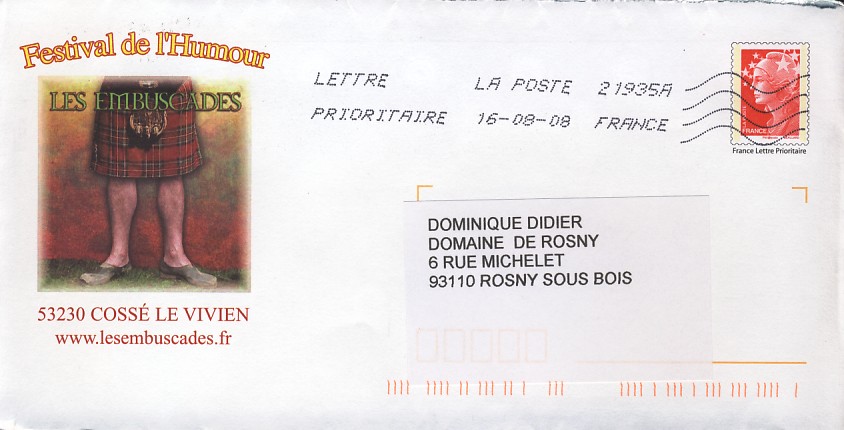 Festival de l'Humour
LES EMBUSCADES
53230 COSSÉ LE VIVIEN
www.lesembuscades.fr
LETTRE LA POSTE 21935A
PRIORITAIRE 16-08-08 FRANCE
FRANCE
France Lettre Prioritaire
DOMINIQUE DIDIER
DOMAINE DE ROSNY
6 RUE MICHELET
93110 ROSNY SOUS BOIS